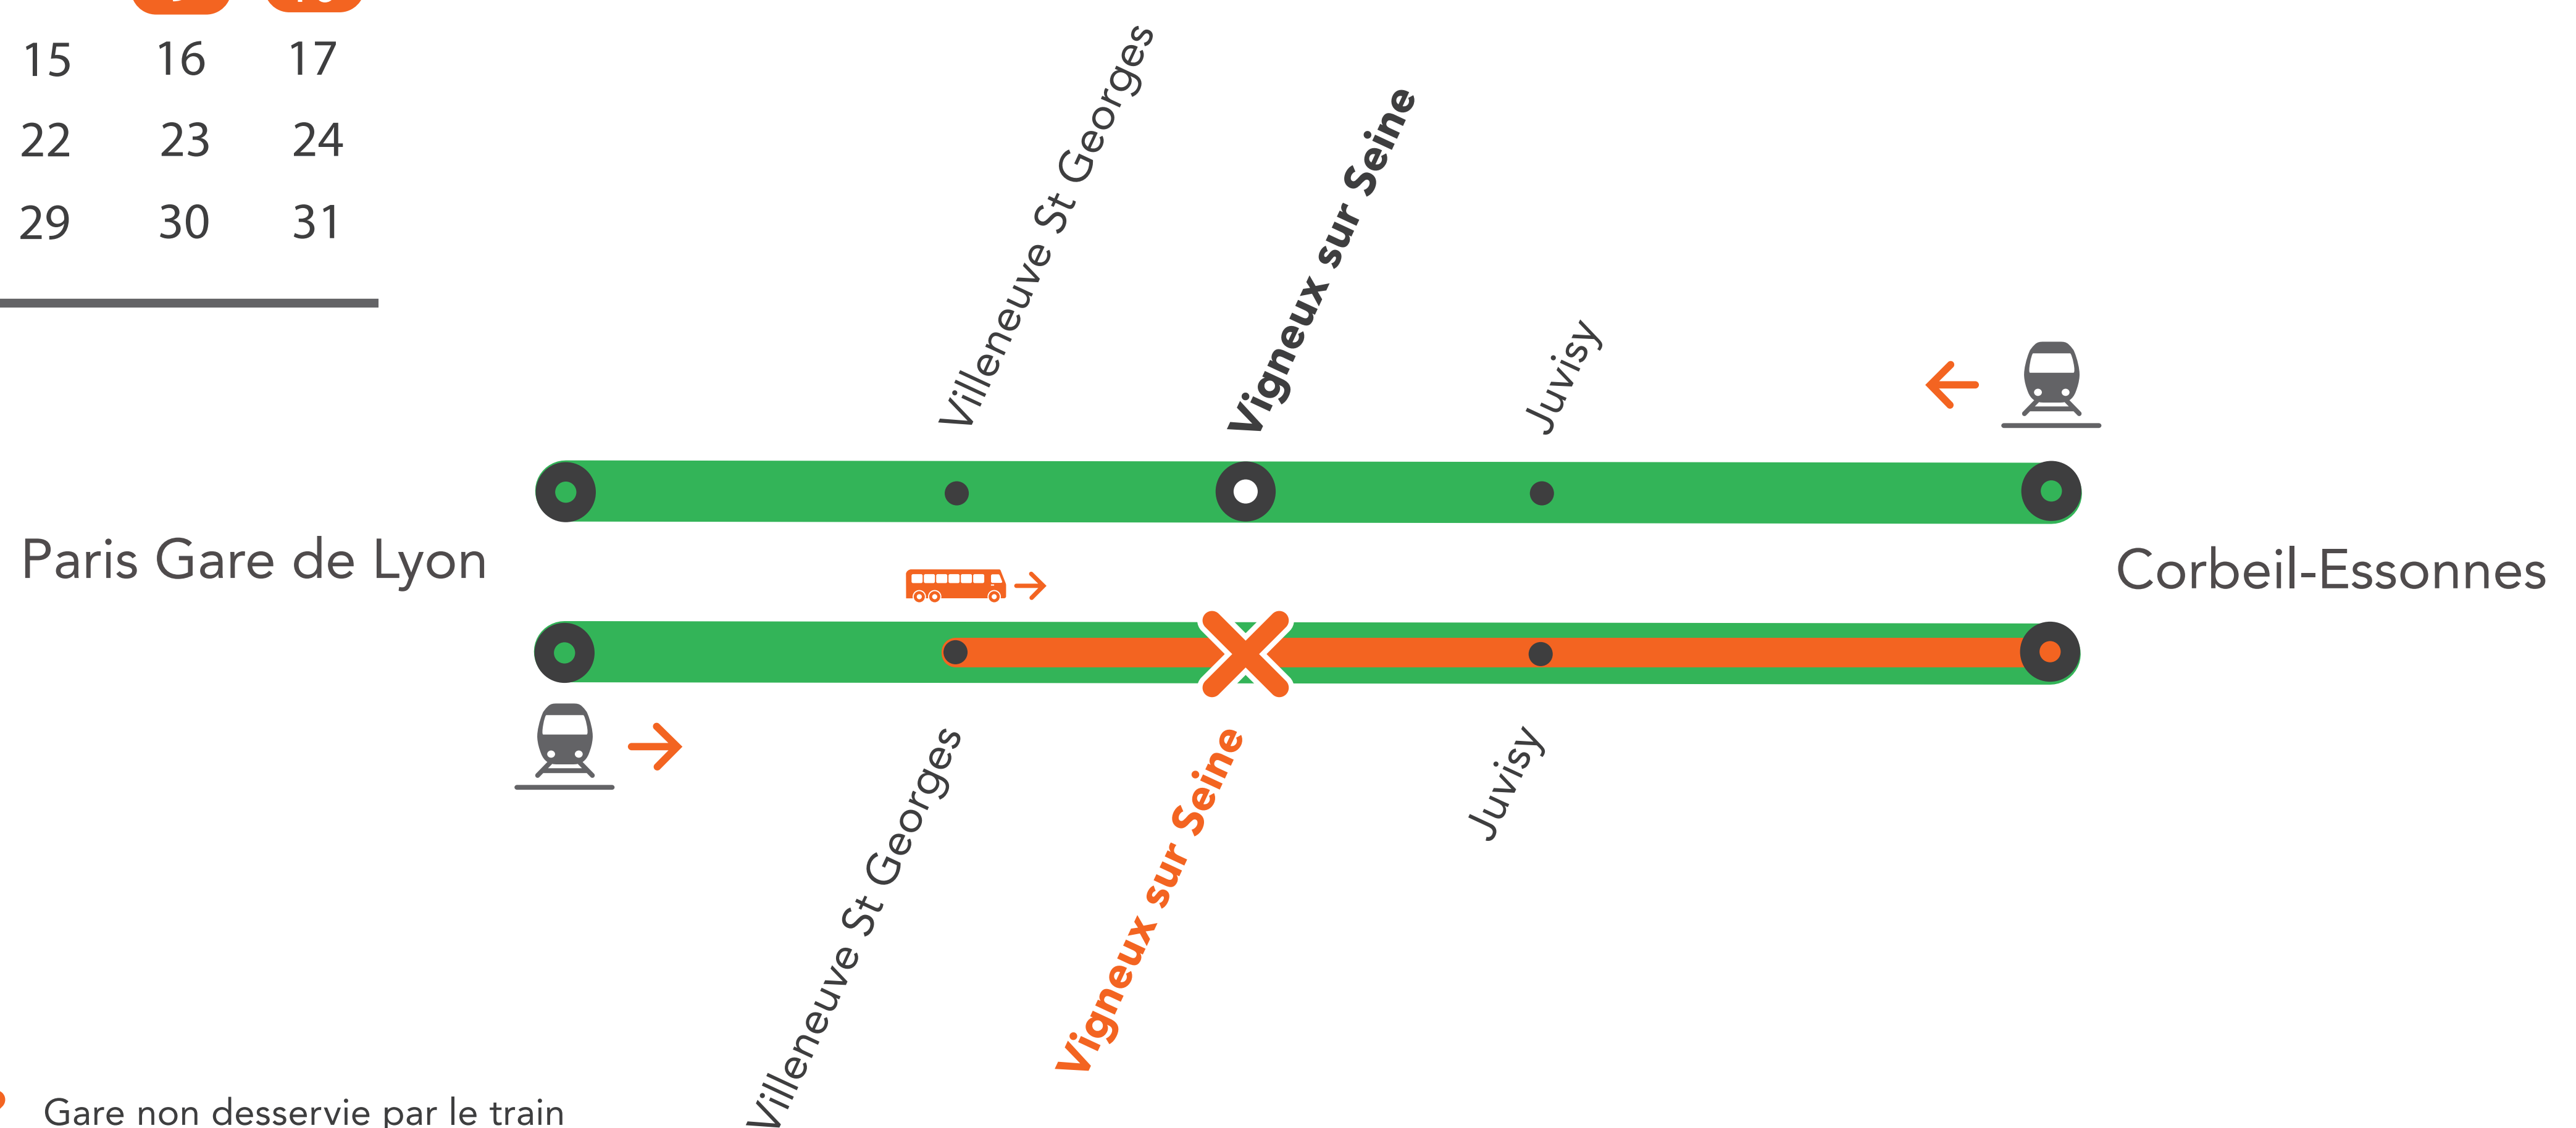 15 16 17
22 23 24
29 30 31
Villeneuve St Georges
Vigneux sur Seine
Juvisy
Paris Gare de Lyon
Corbeil-Essonnes
Villeneuve St Georges
Vigneux sur Seine
Juvisy
Gare non desservie par le train